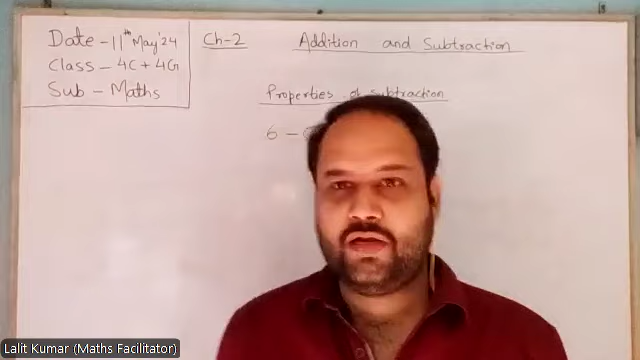 Date - 11th May'24
Class - 4C + 4G
Sub - Maths
Ch-2
Addition and Subtraction
Properties of subtraction
6 -
Lalit Kumar (Maths Facilitator)